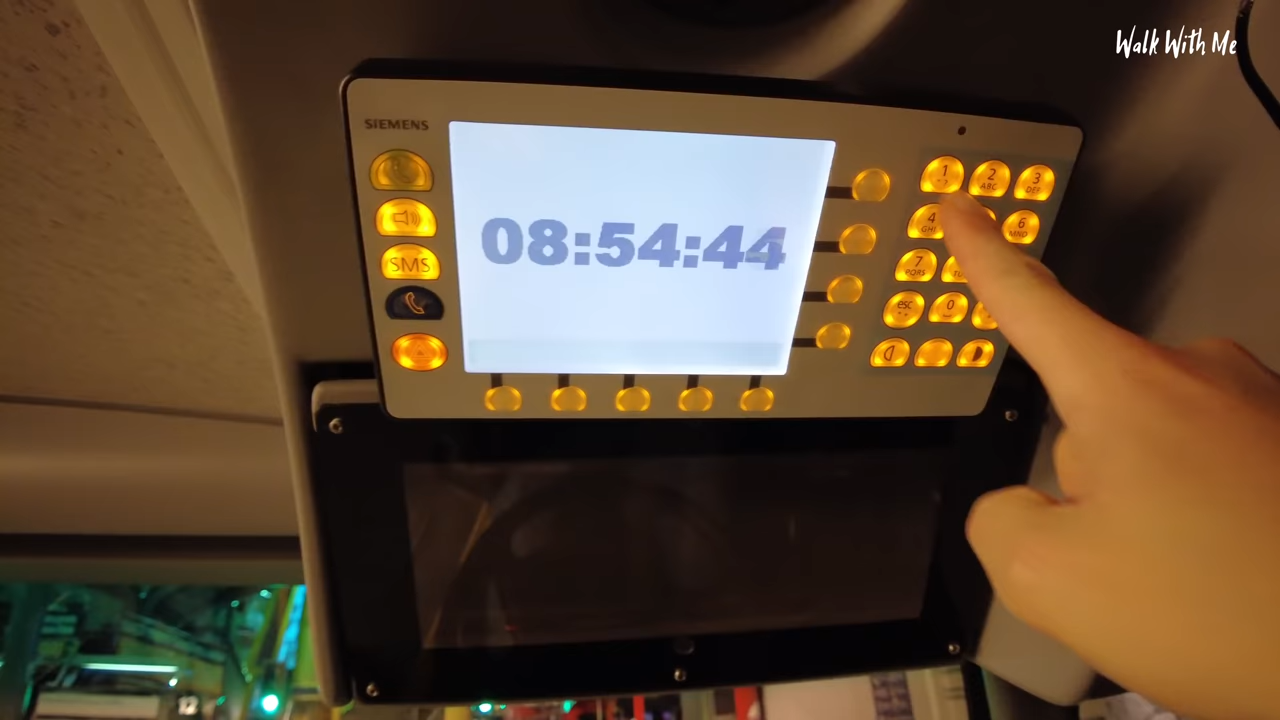 Walk With Me
SIEMENS
08:54:44
SMS
1
2
ABC
3
DEF
4
GHI
6
MNO
7
PQRS
esc
0